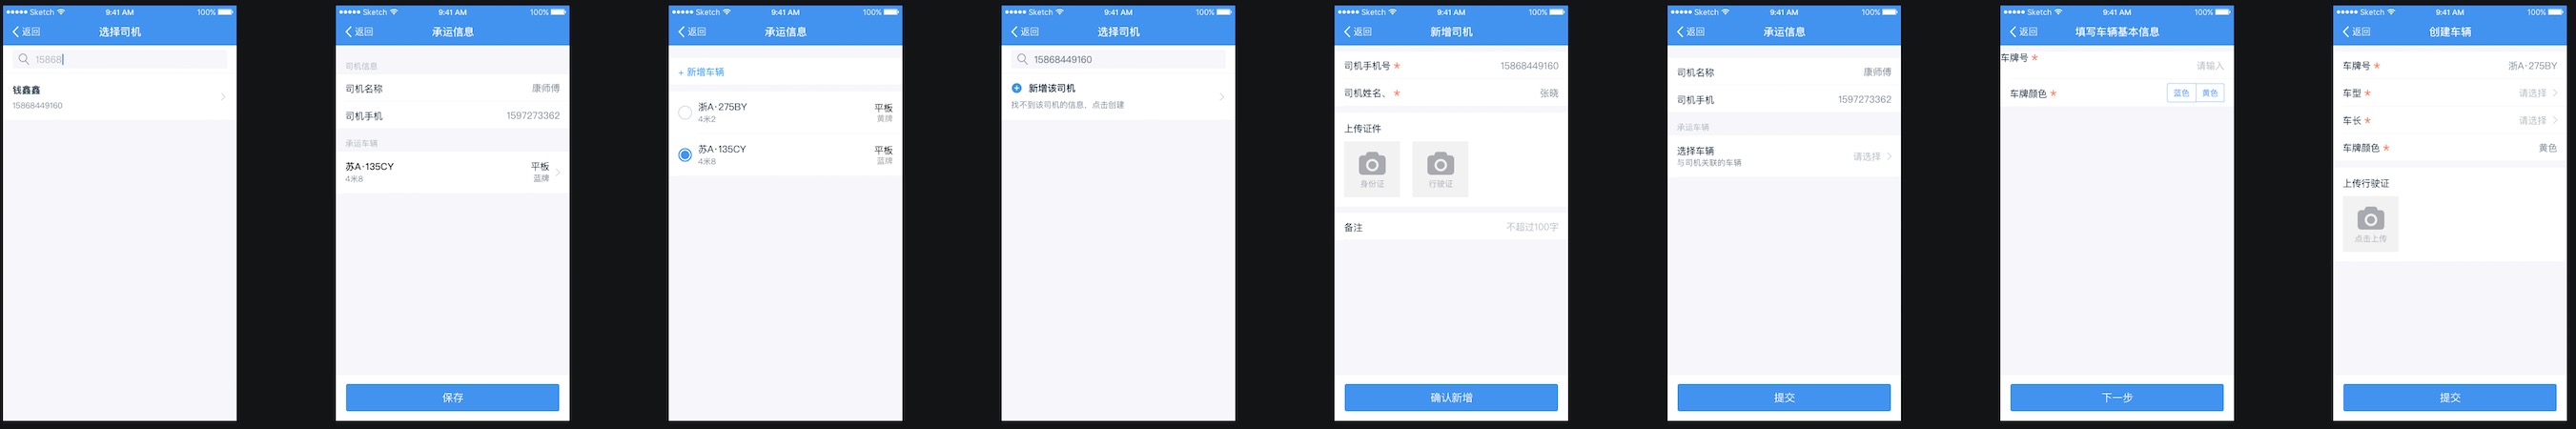 Sketch 9:41 AM 100%
返回 选择司机
15868
钱鑫鑫
15868449160
Sketch 9:41 AM 100%
返回 承运信息
司机信息
司机名称 康师傅
司机手机 1597273362
承运车辆
苏A·135CY 平板
4米8 蓝牌
保存
Sketch 9:41 AM 100%
返回 承运信息
+ 新增车辆
浙A·275BY 平板
4米2 黄牌
苏A·135CY 平板
4米8 蓝牌
Sketch 9:41 AM 100%
返回 选择司机
15868449160
新增该司机
找不到该司机的信息，点击创建
Sketch 9:41 AM 100%
返回 新增司机
司机手机号 * 15868449160
司机姓名、 * 张晓
上传证件
身份证 行驶证
备注 不超过100字
确认新增
Sketch 9:41 AM 100%
返回 承运信息
司机名称 康师傅
司机手机 1597273362
承运车辆
选择车辆 请选择
与司机关联的车辆
提交
Sketch 9:41 AM 100%
返回 填写车辆基本信息
车牌号 * 请输入
车牌颜色 * 蓝色 黄色
下一步
Sketch 9:41 AM 100%
返回 创建车辆
车牌号 * 浙A·275BY
车型 * 请选择
车长 * 请选择
车牌颜色 * 黄色
上传行驶证
点击上传
提交